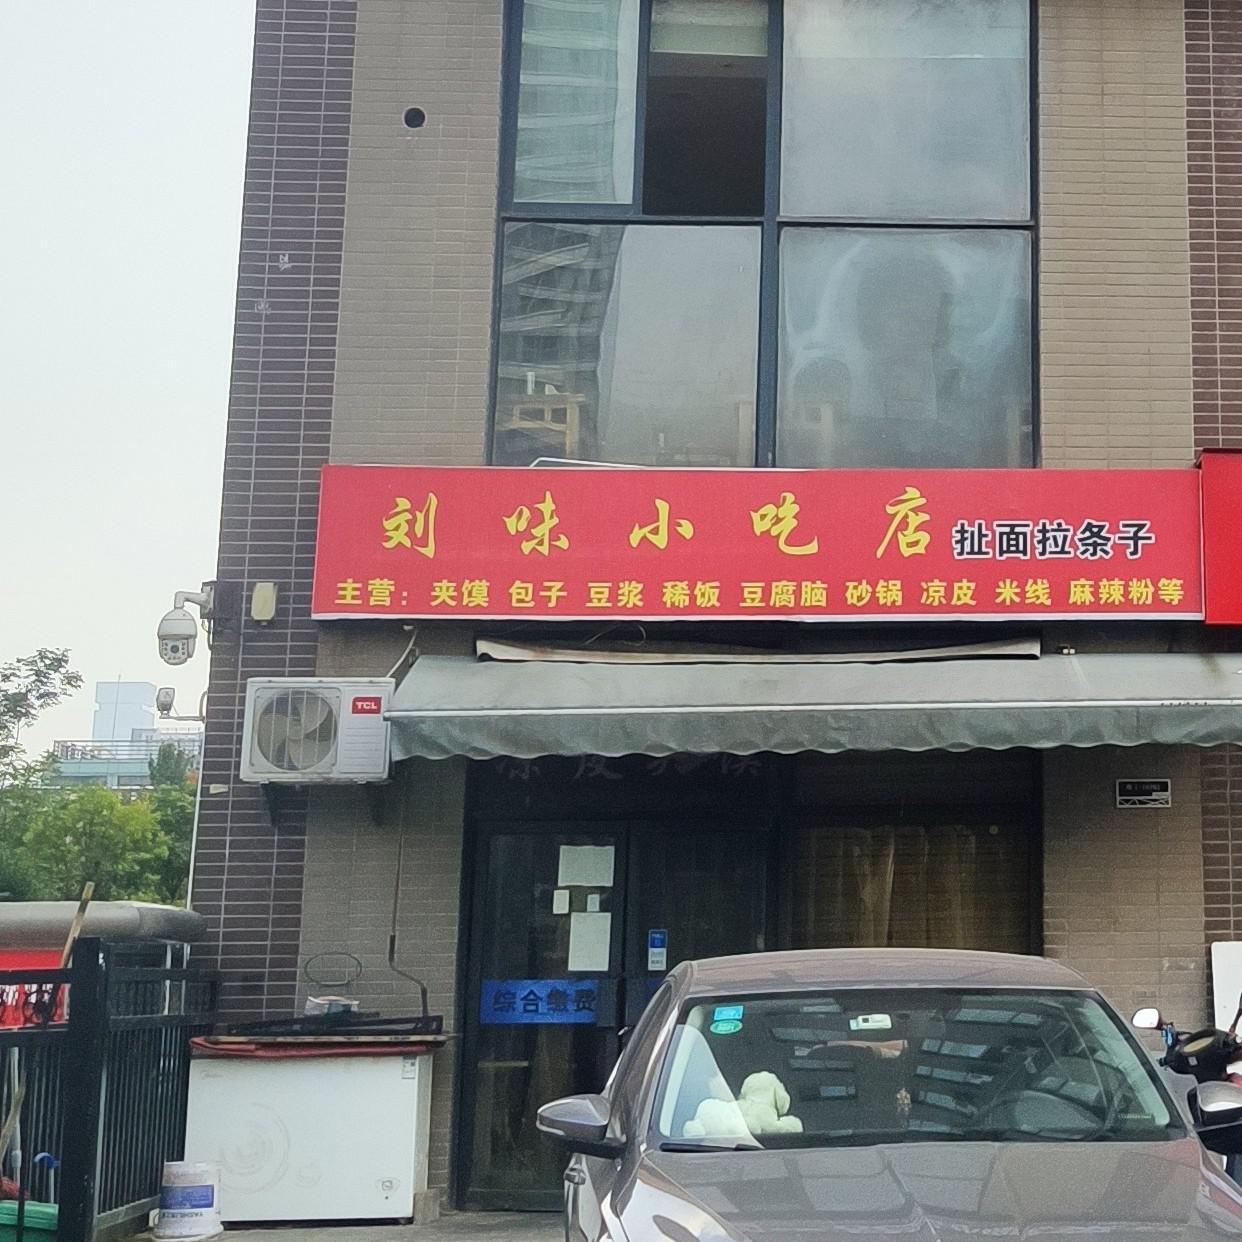 刘味小吃店 扯面拉条子
主营：夹馍 包子 豆浆 稀饭 豆腐脑 砂锅 凉皮 米线 麻辣粉等
TCL
综合缴费